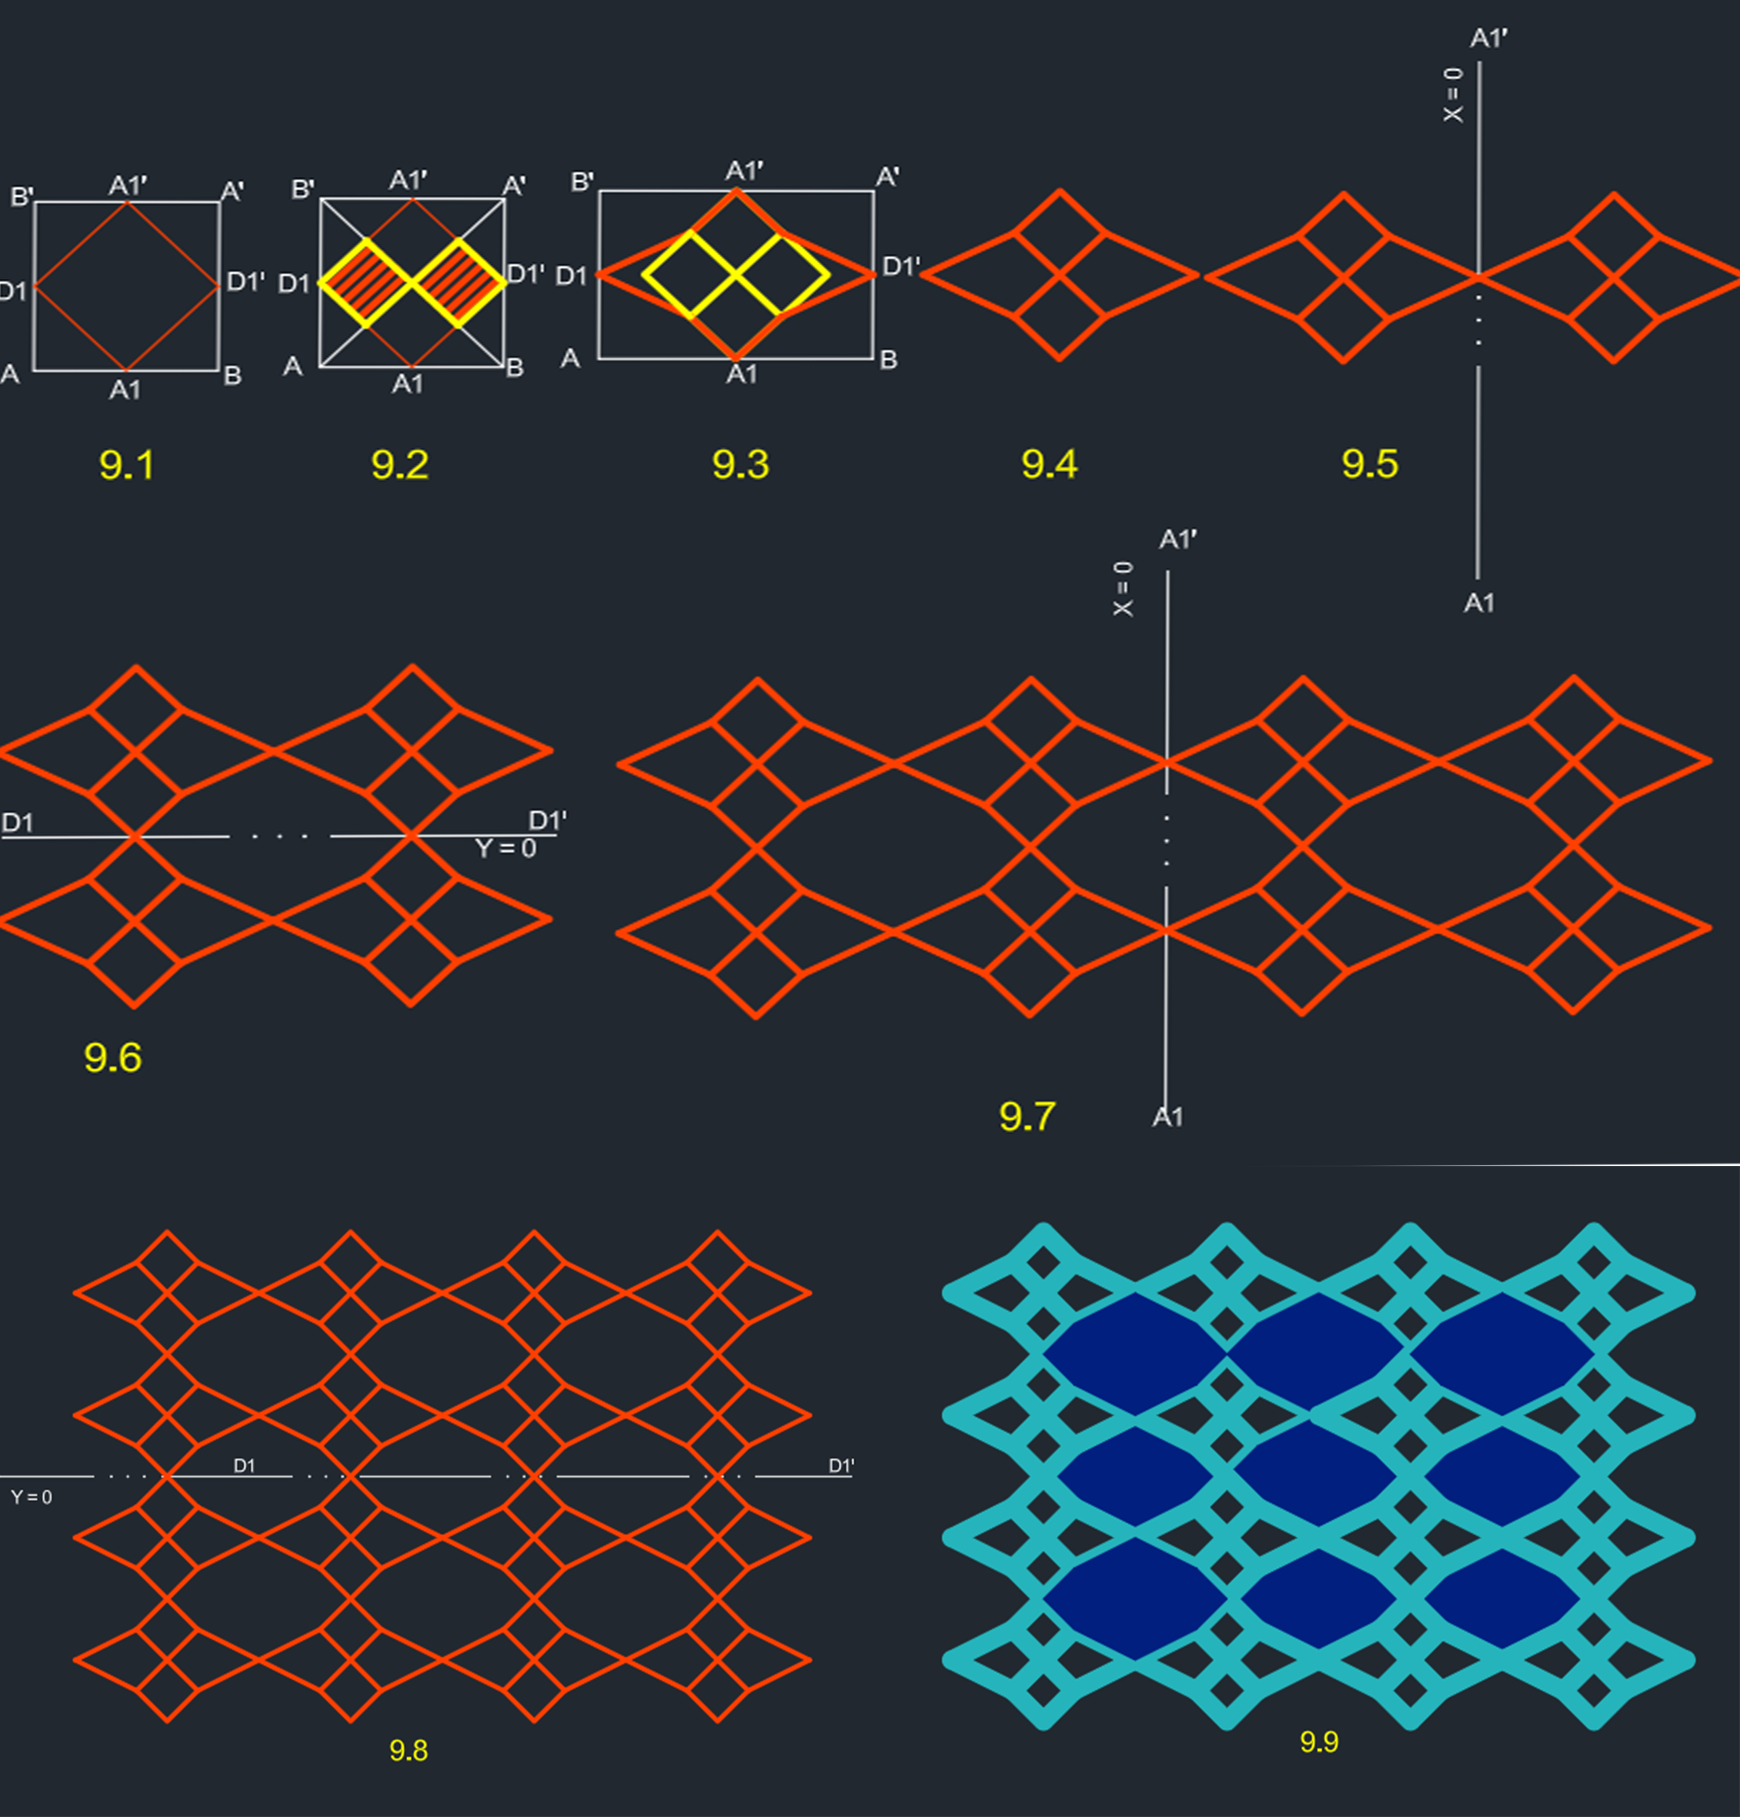 A1'
X = 0
B' A1' A'
D1 D1'
A A1 B
9.1
B' A1' A'
D1 D1'
A A1 B
9.2
B' A1' A'
D1 D1'
A A1 B
9.3
9.4
9.5
A1
A1'
X = 0
D1 D1'
Y = 0
9.6
9.7
A1
D1 D1'
Y = 0
9.8
9.9